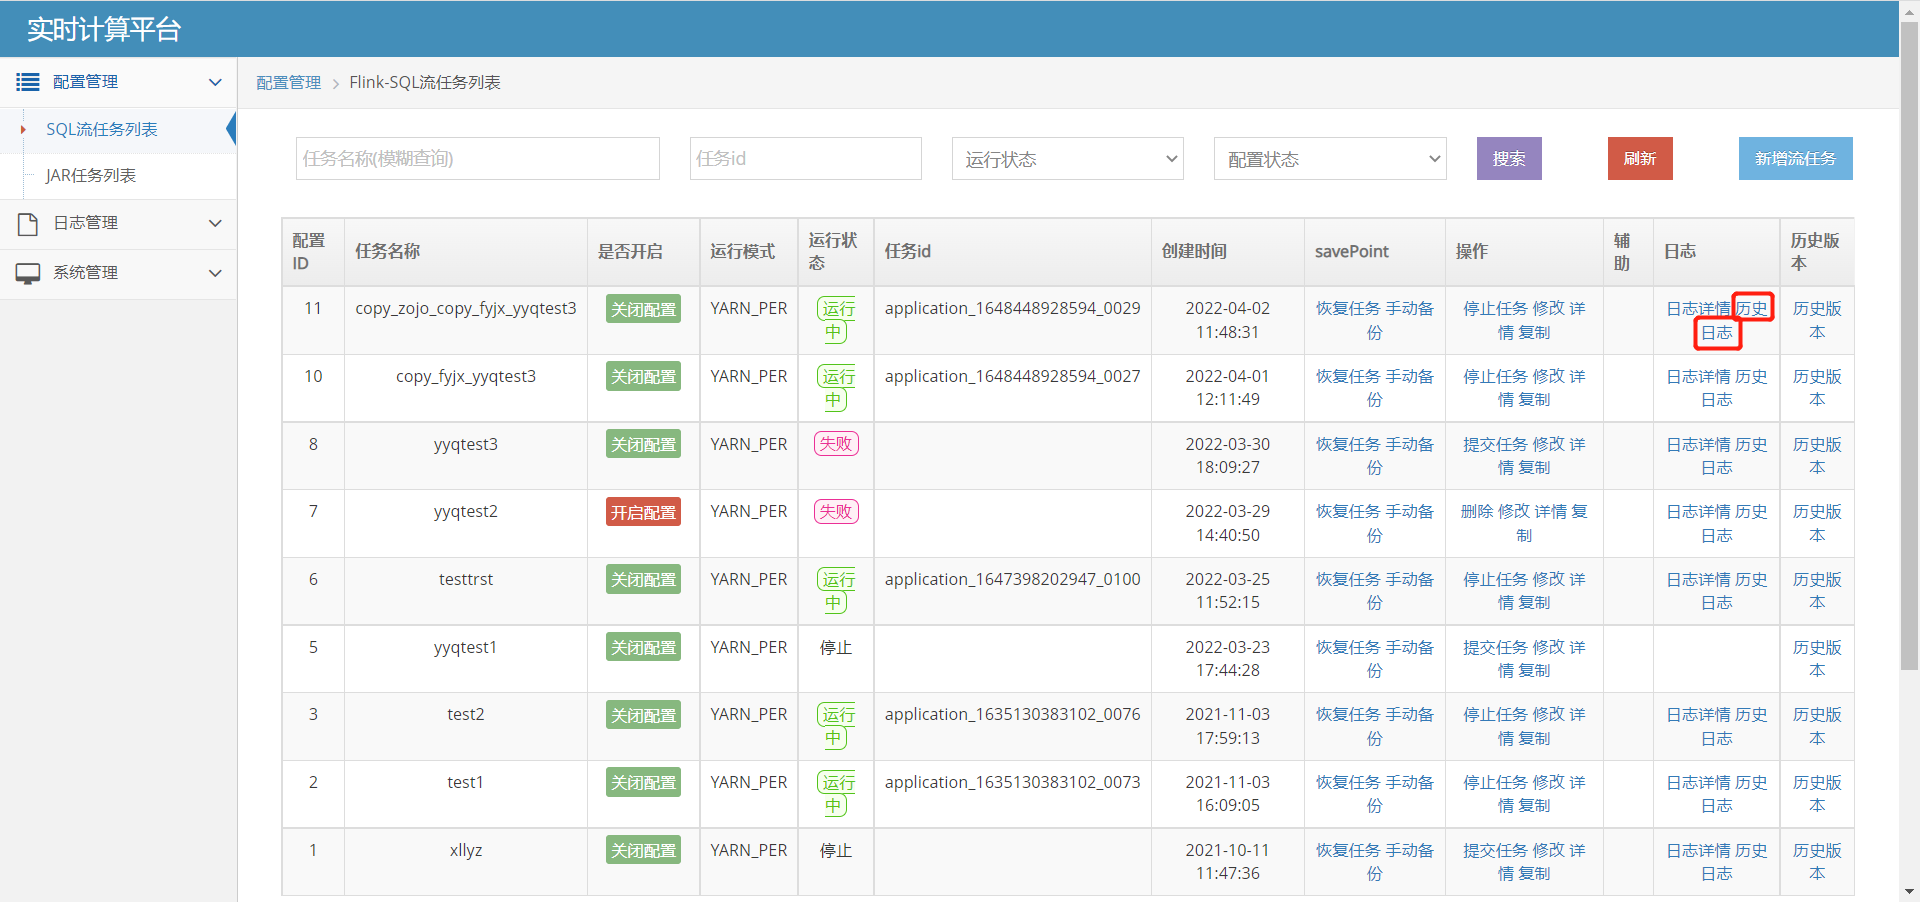 实时计算平台
配置管理
SQL流任务列表
JAR任务列表
日志管理
系统管理
配置管理 > Flink-SQL流任务列表
任务名称(模糊查询) 任务id 运行状态 配置状态 搜索 刷新 新增流任务
配置ID 任务名称 是否开启 运行模式 运行状态 任务id 创建时间 savePoint 操作 辅助 日志 历史版本
11 copy_zojo_copy_fyjx_yyqtest3 关闭配置 YARN_PER 运行中 application_1648448928594_0029 2022-04-02 11:48:31 恢复任务 手动备份 停止任务 修改 详情 复制 日志详情 历史日志 历史版本
10 copy_fyjx_yyqtest3 关闭配置 YARN_PER 运行中 application_1648448928594_0027 2022-04-01 12:11:49 恢复任务 手动备份 停止任务 修改 详情 复制 日志详情 历史日志 历史版本
8 yyqtest3 关闭配置 YARN_PER 失败 2022-03-30 18:09:27 恢复任务 手动备份 提交任务 修改 详情 复制 日志详情 历史日志 历史版本
7 yyqtest2 开启配置 YARN_PER 失败 2022-03-29 14:40:50 恢复任务 手动备份 删除 修改 详情 复制 日志详情 历史日志 历史版本
6 testtrst 关闭配置 YARN_PER 运行中 application_1647398202947_0100 2022-03-25 11:52:15 恢复任务 手动备份 停止任务 修改 详情 复制 日志详情 历史日志 历史版本
5 yyqtest1 关闭配置 YARN_PER 停止 2022-03-23 17:44:28 恢复任务 手动备份 提交任务 修改 详情 复制 历史版本
3 test2 关闭配置 YARN_PER 运行中 application_1635130383102_0076 2021-11-03 17:59:13 恢复任务 手动备份 停止任务 修改 详情 复制 日志详情 历史日志 历史版本
2 test1 关闭配置 YARN_PER 运行中 application_1635130383102_0073 2021-11-03 16:09:05 恢复任务 手动备份 停止任务 修改 详情 复制 日志详情 历史日志 历史版本
1 xllyz 关闭配置 YARN_PER 停止 2021-10-11 11:47:36 恢复任务 手动备份 提交任务 修改 详情 复制 日志详情 历史日志 历史版本